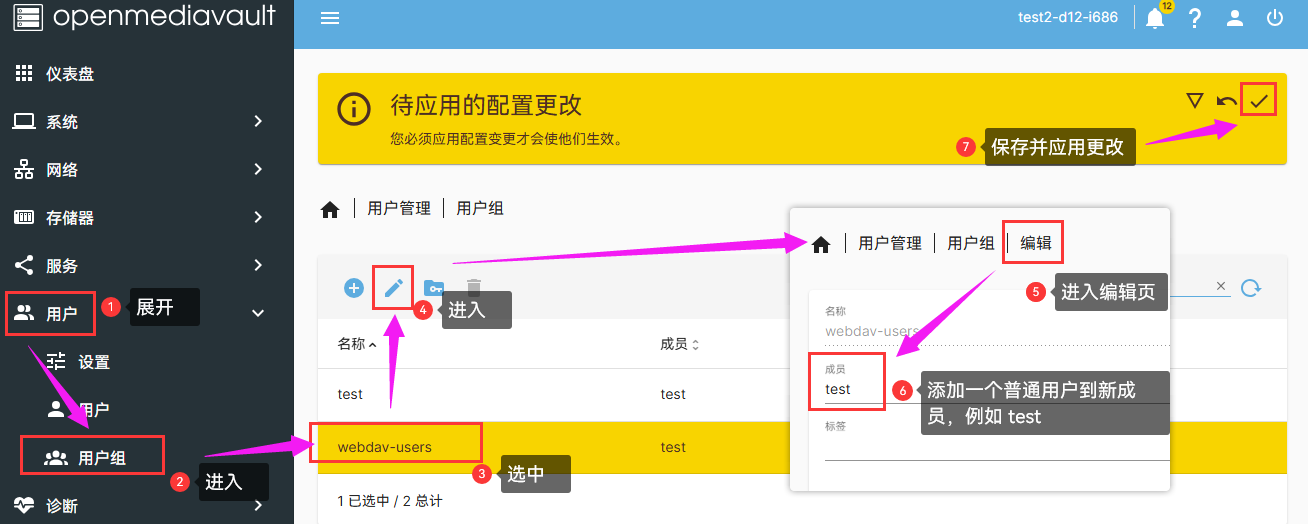 openmediavault
test2-d12-i686
12
仪表盘
系统
网络
存储器
服务
用户
1 展开
设置
用户
用户组
2 进入
诊断
待应用的配置更改
您必须应用配置变更才会使他们生效。
7 保存并应用更改
用户管理 用户组
4 进入
名称 成员
test test
webdav-users test
3 选中
1 已选中 / 2 总计
用户管理 用户组 编辑
5 进入编辑页
名称
webdav-users
成员
test
6 添加一个普通用户到新成
员，例如 test
标签